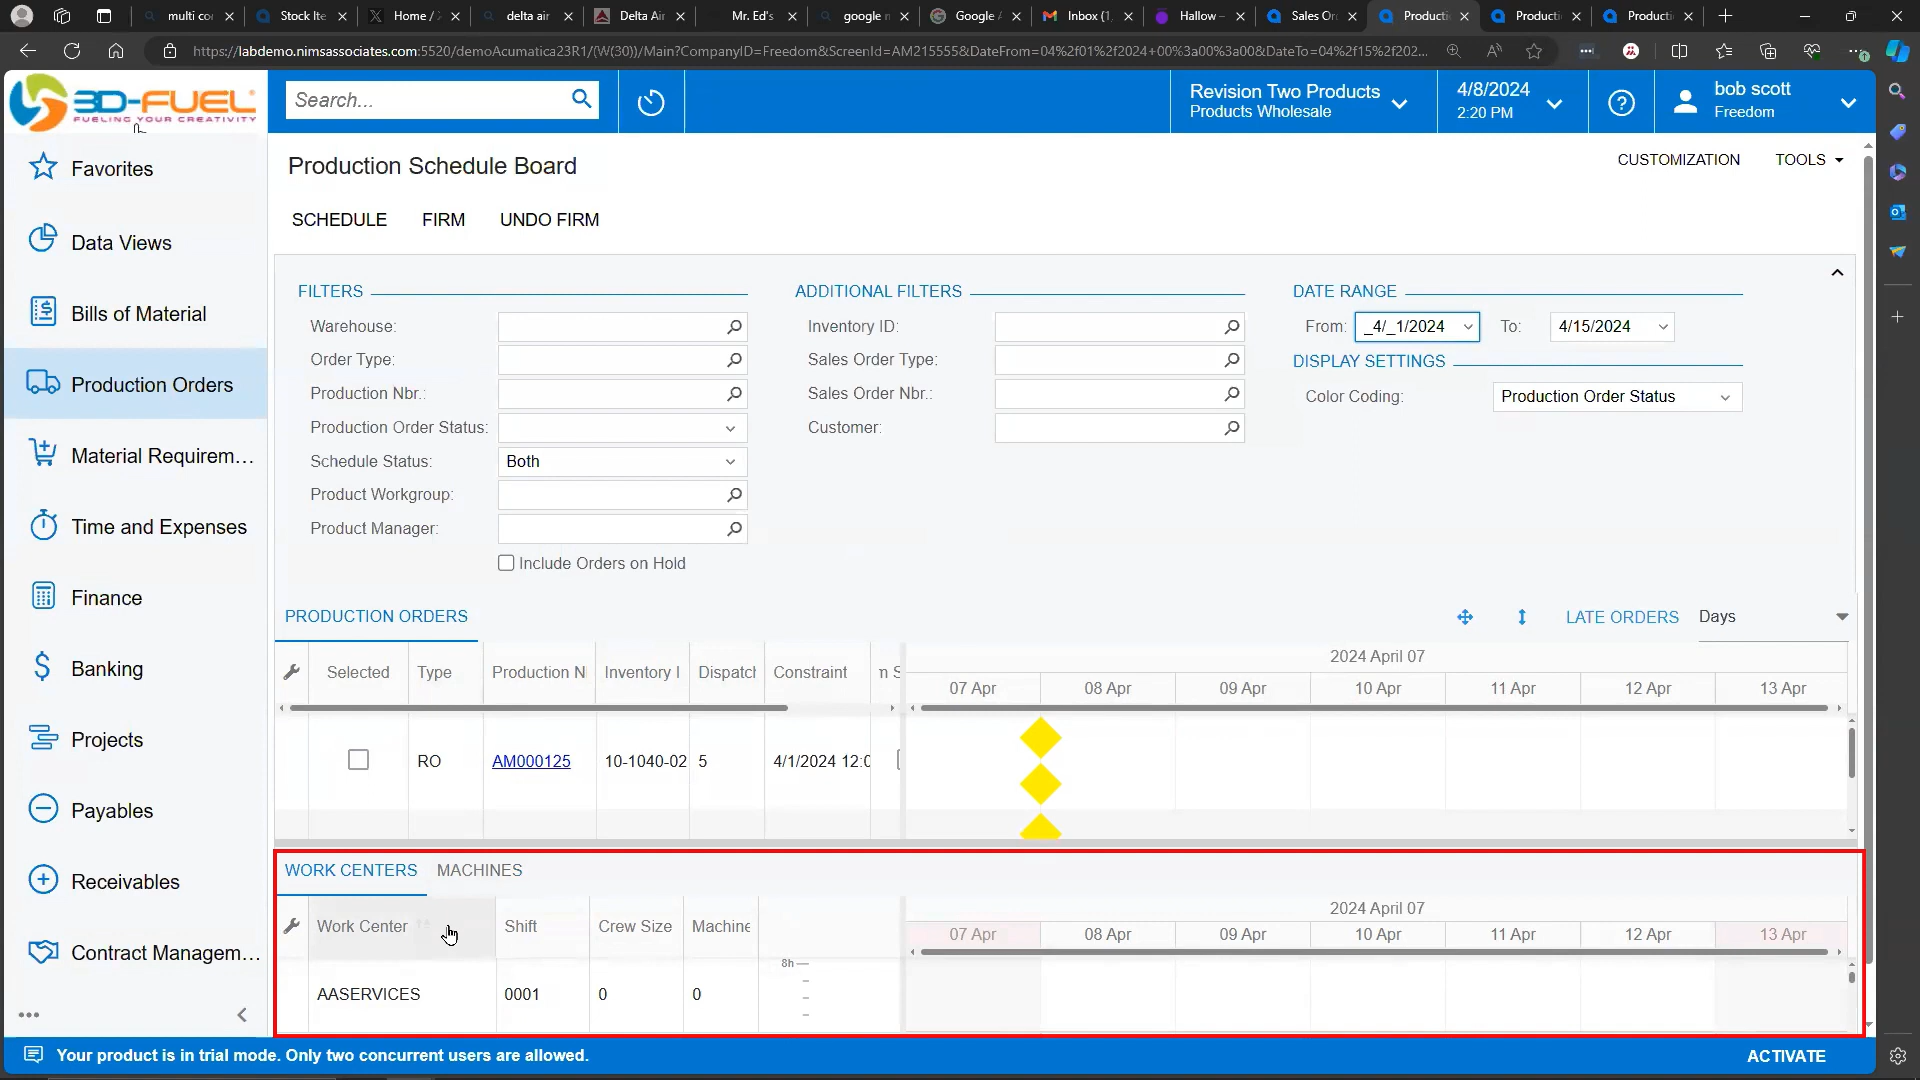 multi co
Stock Ite
Home /
delta air
Delta Air
Mr. Ed's
google
Google
Inbox (1,
Hallow –
Sales Or
Producti
Producti
Producti
https://labdemo.nimsassociates.com:5520/demoAcumatica23R1/(W(30))/Main?CompanyID=Freedom&ScreenId=AM215555&DateFrom=04%2f01%2f2024+00%3a00%3a00&DateTo=04%2f15%2f202...
3D-FUEL
FUELING YOUR CREATIVITY
Search...
Revision Two Products
Products Wholesale
4/8/2024
2:20 PM
bob scott
Freedom
Favorites
Data Views
Bills of Material
Production Orders
Material Requirem...
Time and Expenses
Finance
Banking
Projects
Payables
Receivables
Contract Managem...
Production Schedule Board
CUSTOMIZATION TOOLS
SCHEDULE FIRM UNDO FIRM
FILTERS
Warehouse:
Order Type:
Production Nbr.:
Production Order Status:
Schedule Status: Both
Product Workgroup:
Product Manager:
Include Orders on Hold
ADDITIONAL FILTERS
Inventory ID:
Sales Order Type:
Sales Order Nbr.:
Customer:
DATE RANGE
From: _4/_1/2024 To: 4/15/2024
DISPLAY SETTINGS
Color Coding: Production Order Status
PRODUCTION ORDERS
LATE ORDERS Days
Selected Type Production N Inventory I Dispatch Constraint n S
2024 April 07
07 Apr 08 Apr 09 Apr 10 Apr 11 Apr 12 Apr 13 Apr
RO AM000125 10-1040-02 5 4/1/2024 12:0
WORK CENTERS MACHINES
Work Center Shift Crew Size Machine
2024 April 07
07 Apr 08 Apr 09 Apr 10 Apr 11 Apr 12 Apr 13 Apr
8h
AASERVICES 0001 0 0
Your product is in trial mode. Only two concurrent users are allowed.
ACTIVATE